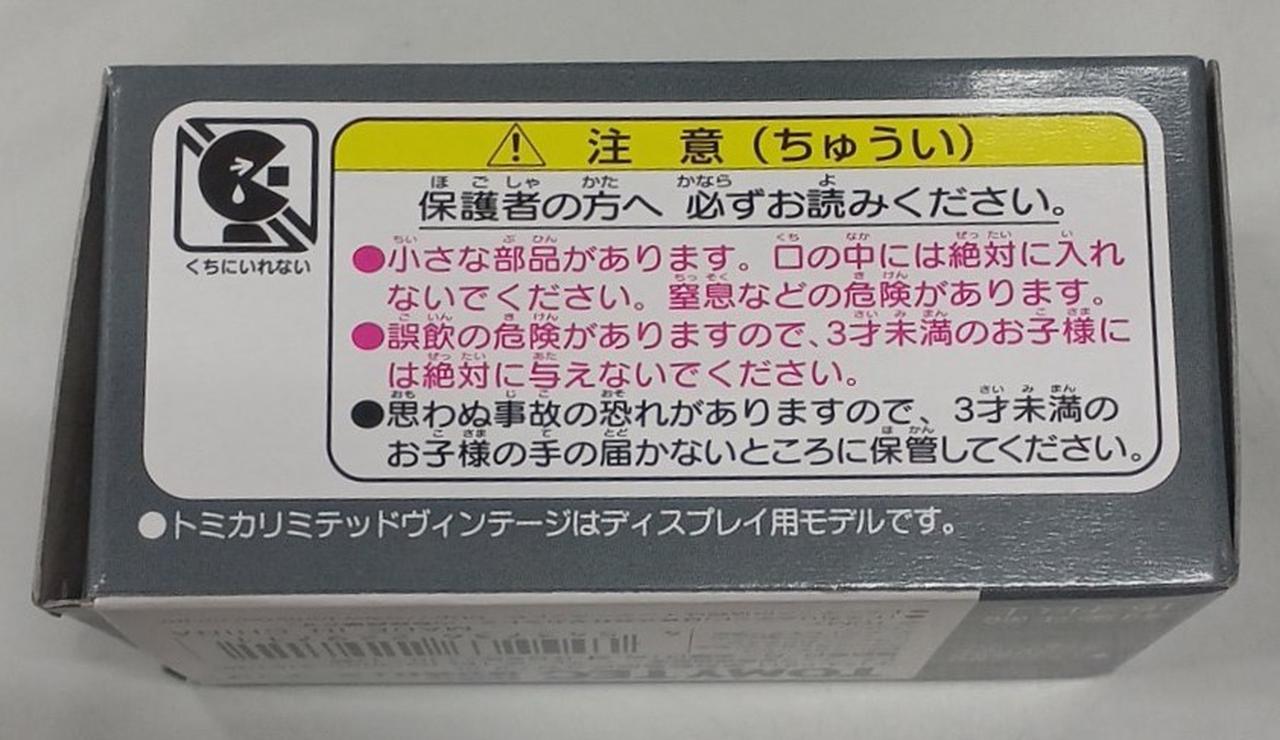 くちにいれない
⚠ 注意(ちゅうい)
保護者の方へ 必ずお読みください。
●小さな部品があります。口の中には絶対に入れ
ないでください。窒息などの危険があります。
●誤飲の危険がありますので、3才未満のお子様に
は絶対に与えないでください。
●思わぬ事故の恐れがありますので、3才未満の
お子様の手の届かないところに保管してください。
●トミカリミテッドヴィンテージはディスプレイ用モデルです。
MADE IN CHINA
TOMYTEC